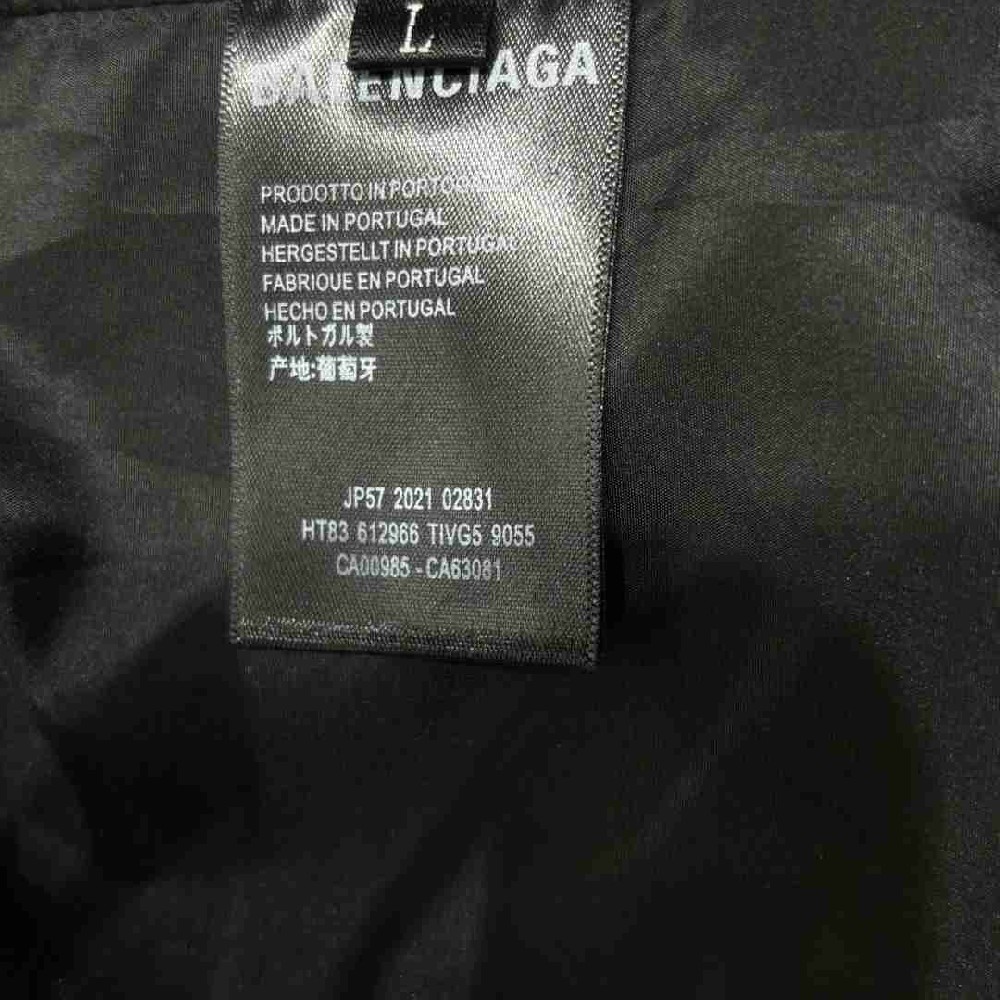 L
BALENCIAGA
PRODOTTO IN PORTOGALLO
MADE IN PORTUGAL
HERGESTELLT IN PORTUGAL
FABRIQUE EN PORTUGAL
HECHO EN PORTUGAL
ポルトガル製
产地:葡萄牙
JP57 2021 02831
HT83 612966 TIVG5 9055
CA00985 - CA63081